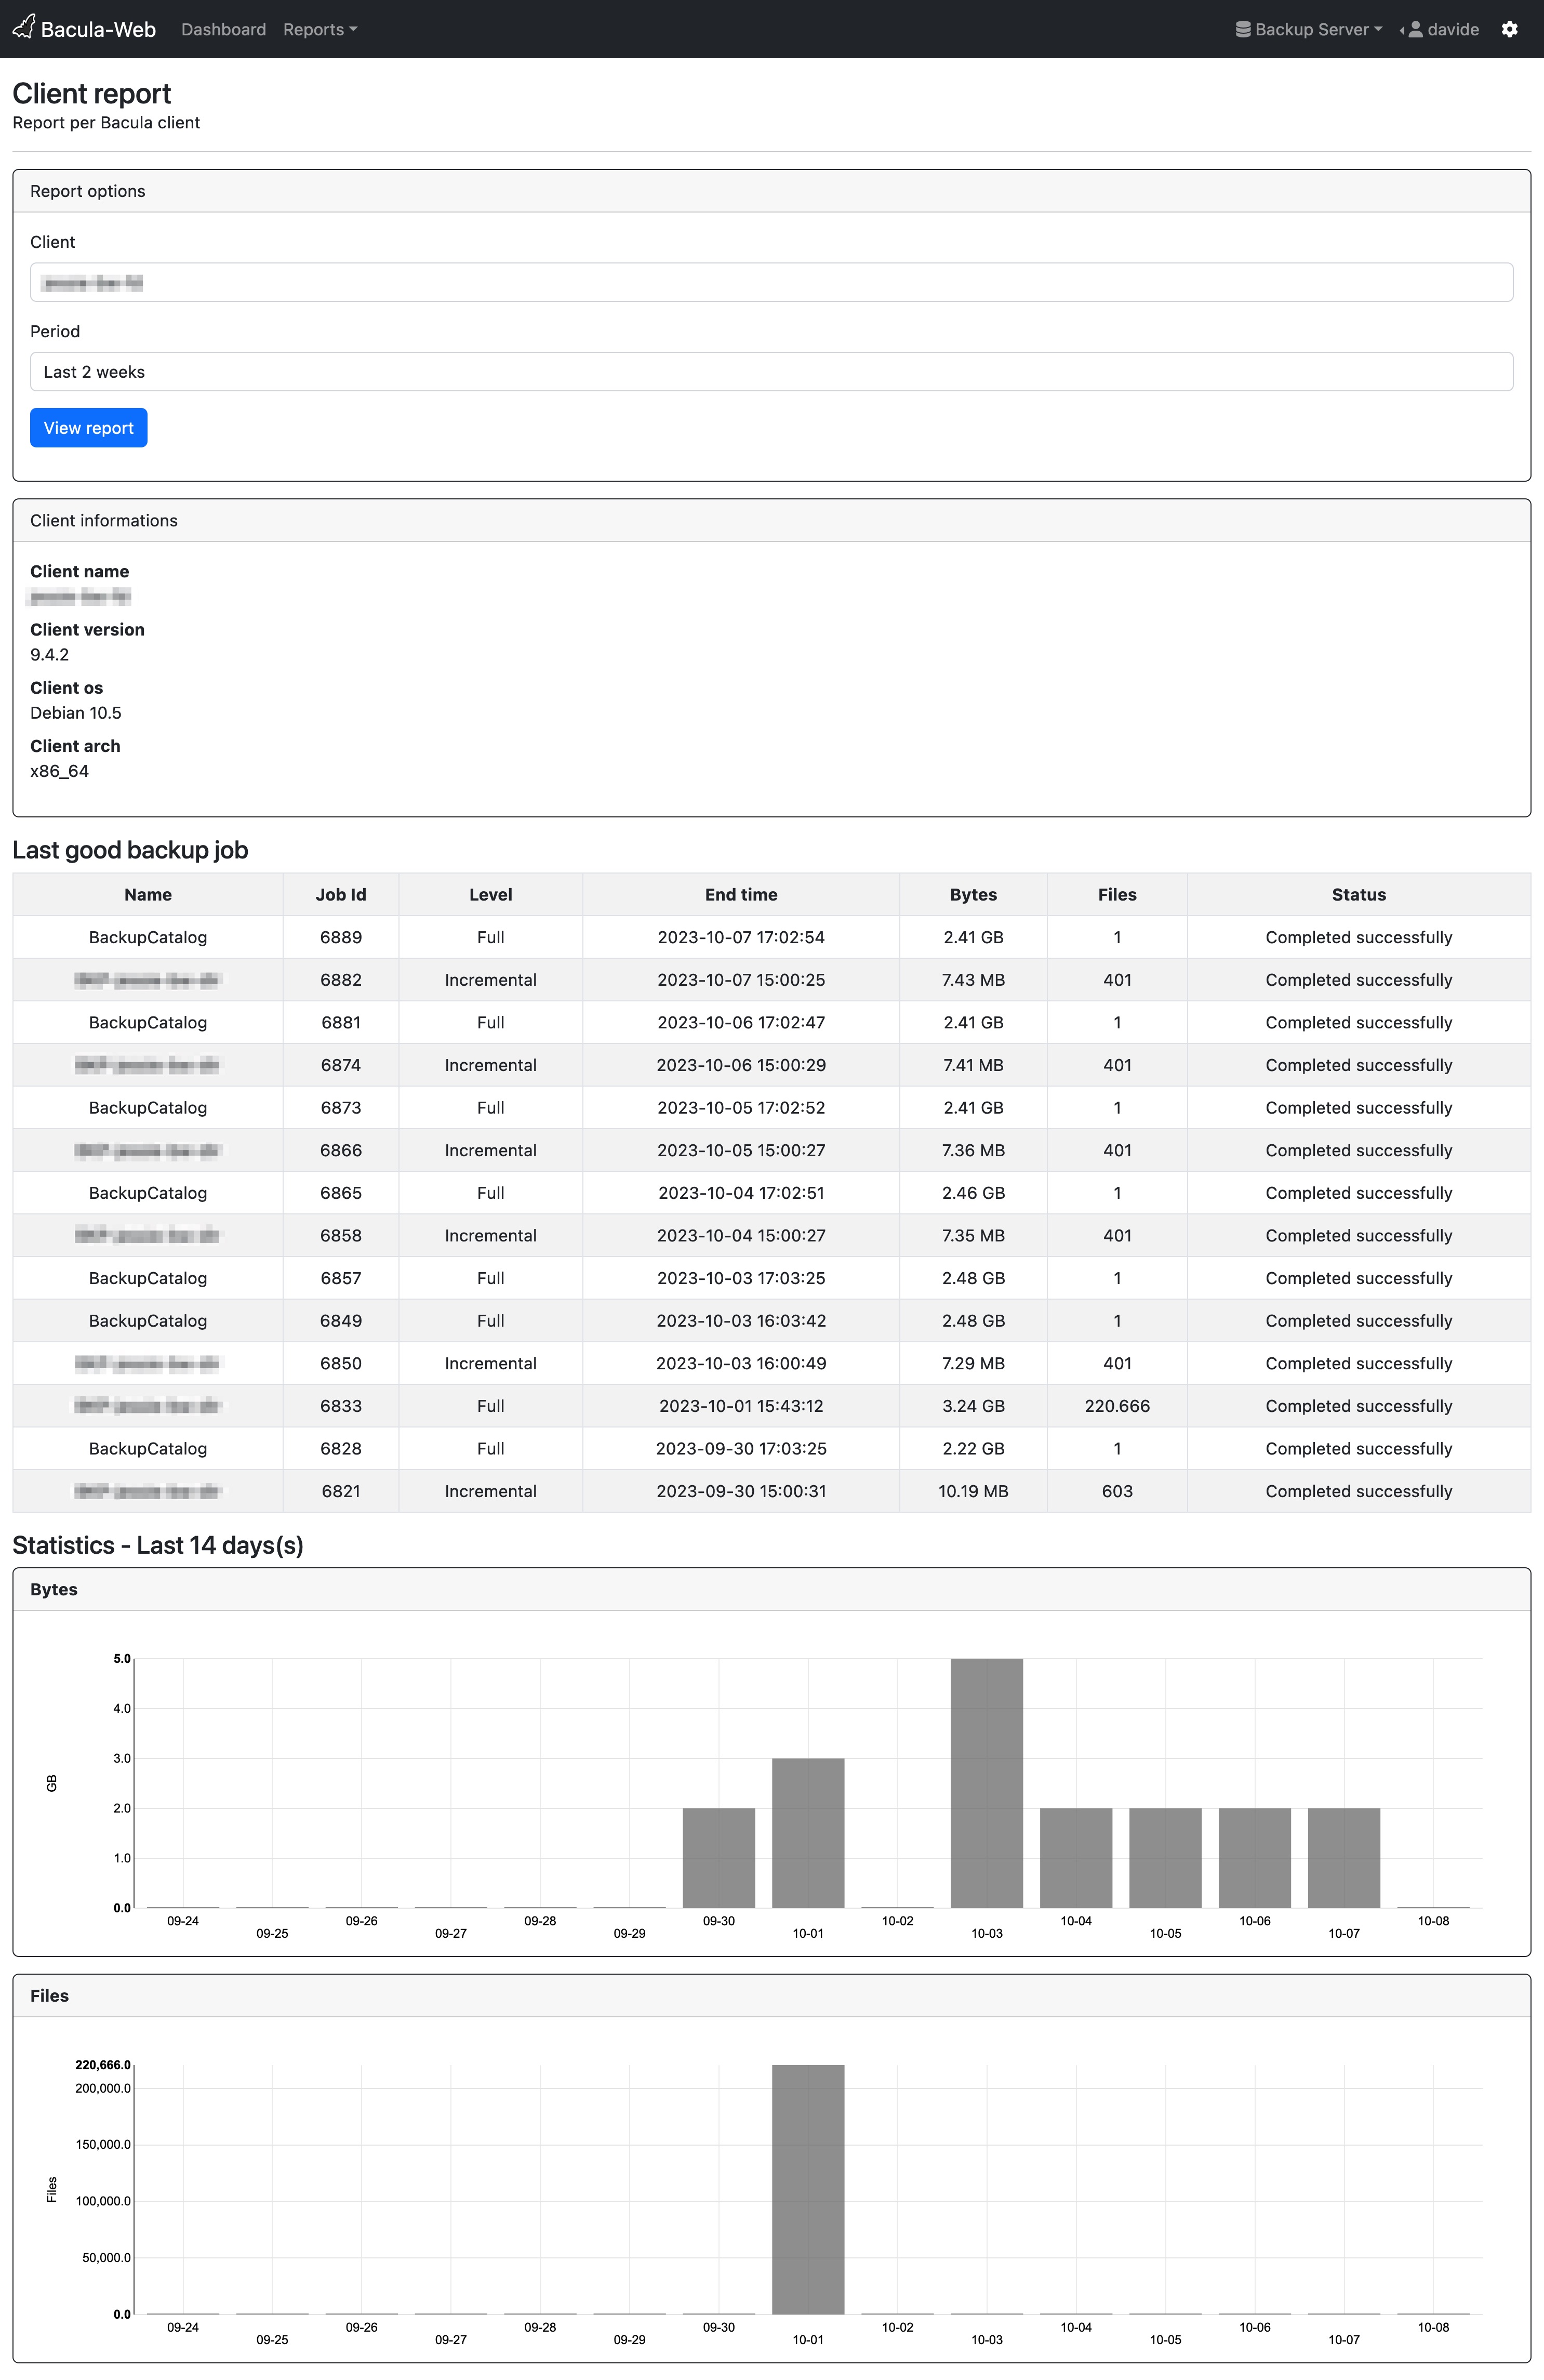 Bacula-Web Dashboard Reports Backup Server davide
Client report
Report per Bacula client
Report options
Client
Period
Last 2 weeks
View report
Client informations
Client name
Client version
9.4.2
Client os
Debian 10.5
Client arch
x86_64
Last good backup job
Name Job Id Level End time Bytes Files Status
BackupCatalog 6889 Full 2023-10-07 17:02:54 2.41 GB 1 Completed successfully
6882 Incremental 2023-10-07 15:00:25 7.43 MB 401 Completed successfully
BackupCatalog 6881 Full 2023-10-06 17:02:47 2.41 GB 1 Completed successfully
6874 Incremental 2023-10-06 15:00:29 7.41 MB 401 Completed successfully
BackupCatalog 6873 Full 2023-10-05 17:02:52 2.41 GB 1 Completed successfully
6866 Incremental 2023-10-05 15:00:27 7.36 MB 401 Completed successfully
BackupCatalog 6865 Full 2023-10-04 17:02:51 2.46 GB 1 Completed successfully
6858 Incremental 2023-10-04 15:00:27 7.35 MB 401 Completed successfully
BackupCatalog 6857 Full 2023-10-03 17:03:25 2.48 GB 1 Completed successfully
BackupCatalog 6849 Full 2023-10-03 16:03:42 2.48 GB 1 Completed successfully
6850 Incremental 2023-10-03 16:00:49 7.29 MB 401 Completed successfully
6833 Full 2023-10-01 15:43:12 3.24 GB 220.666 Completed successfully
BackupCatalog 6828 Full 2023-09-30 17:03:25 2.22 GB 1 Completed successfully
6821 Incremental 2023-09-30 15:00:31 10.19 MB 603 Completed successfully
Statistics - Last 14 days(s)
Bytes
5.0
4.0
3.0
GB
2.0
1.0
0.0
09-24 09-26 09-28 09-30 10-02 10-04 10-06 10-08
09-25 09-27 09-29 10-01 10-03 10-05 10-07
Files
220,666.0
200,000.0
150,000.0
Files
100,000.0
50,000.0
0.0
09-24 09-26 09-28 09-30 10-02 10-04 10-06 10-08
09-25 09-27 09-29 10-01 10-03 10-05 10-07